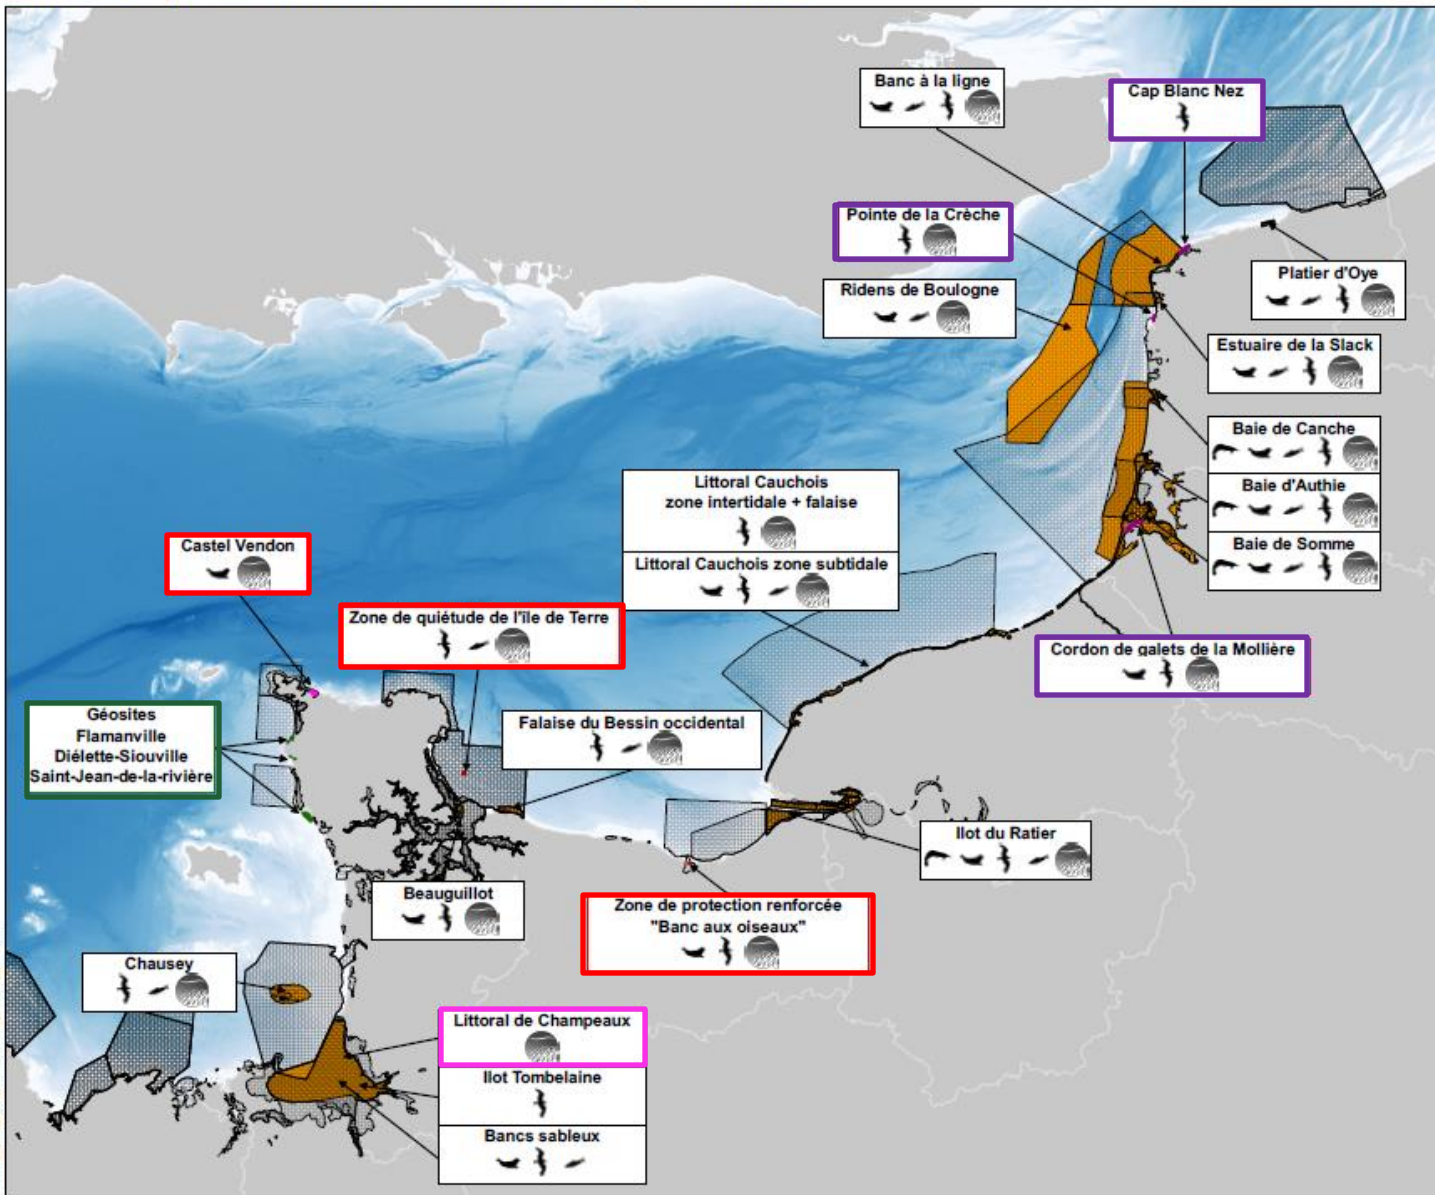 Banc à la ligne
Cap Blanc Nez
Pointe de la Crèche
Ridens de Boulogne
Platier d'Oye
Estuaire de la Slack
Baie de Canche
Baie d'Authie
Baie de Somme
Littoral Cauchois
zone intertidale + falaise
Littoral Cauchois zone subtidale
Castel Vendon
Zone de quiétude de l'île de Terre
Cordon de galets de la Mollière
Géosites
Flamanville
Diélette-Siouville
Saint-Jean-de-la-rivière
Falaise du Bessin occidental
Ilot du Ratier
Beauguillot
Zone de protection renforcée
"Banc aux oiseaux"
Chausey
Littoral de Champeaux
Ilot Tombelaine
Bancs sableux